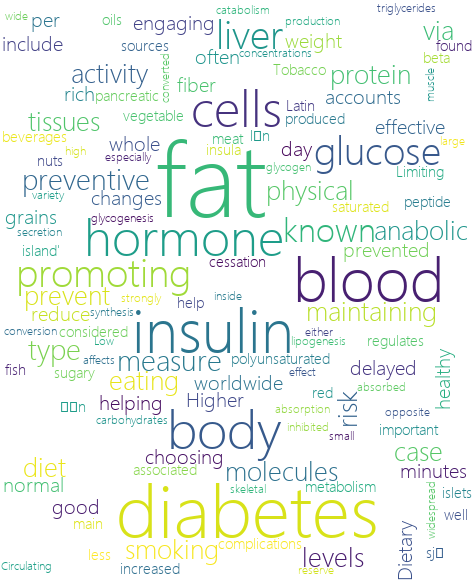 wide
per
oils
catabolism
triglycerides
include
sources
engaging
liver
production
via
often
concentrations
weight
found
activity
converted
Tobacco
protein
beta
muscle
rich
pancreatic
fiber
cells
Latin
accounts
tissues
vegetable
produced
effective
beverages
whole
meat
insula
day
glucose
large
high
especially
fat
glycogen
Limiting
nuts
preventive
physical
saturated
peptide
variety
changes
grains
glycogenesis
hormone
known
anabolic
secretion
island'
cessation
prevented
promoting
blood
prevent
strongly
help
inside
maintaining
reduce
synthesis
conversion
considered
Low
insulin
either
lipogenesis
regulates
type
affects
measure
polyunsaturated
effect
delayed
healthy
fish
sugary
eating
worldwide
red
absorbed
helping
Higher
risk
opposite
carbohydrates
body
absorption
inhibited
important
small
choosing
case
diet
associated
molecules
minutes
normal
skeletal
metabolism
islets
widespread
good
diabetes
well
main
Dietary
less
smoking
complications
levels
Circulating
increased
reserve